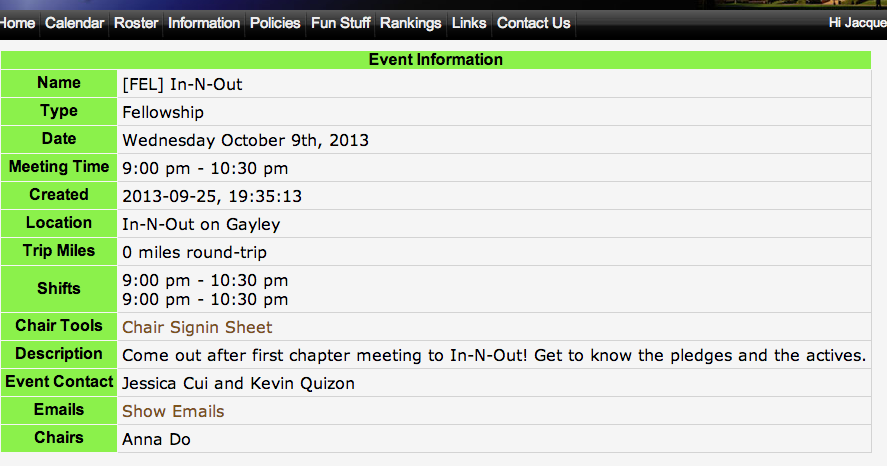 Home Calendar Roster Information Policies Fun Stuff Rankings Links Contact Us Hi Jacque
Event Information
Name [FEL] In-N-Out
Type Fellowship
Date Wednesday October 9th, 2013
Meeting Time 9:00 pm - 10:30 pm
Created 2013-09-25, 19:35:13
Location In-N-Out on Gayley
Trip Miles 0 miles round-trip
Shifts 9:00 pm - 10:30 pm
9:00 pm - 10:30 pm
Chair Tools Chair Signin Sheet
Description Come out after first chapter meeting to In-N-Out! Get to know the pledges and the actives.
Event Contact Jessica Cui and Kevin Quizon
Emails Show Emails
Chairs Anna Do